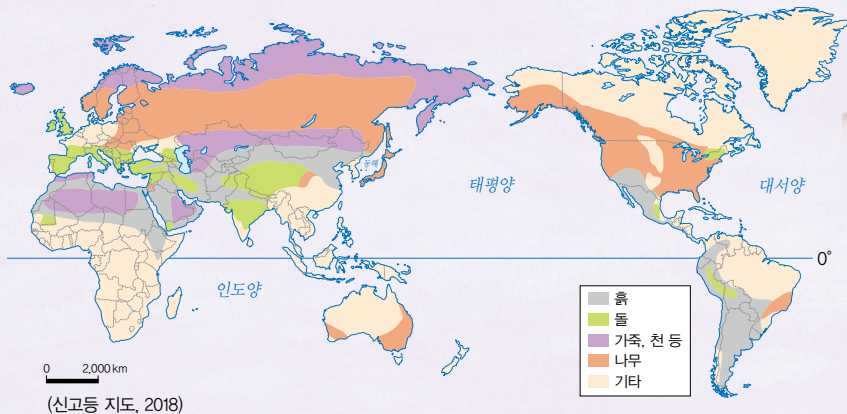 동해
태평양
대서양
0°
인도양
흙
돌
가죽, 천 등
나무
기타
0 2,000 km
(신고등 지도, 2018)